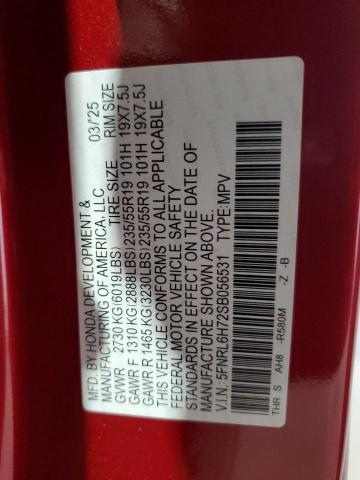 MFD. BY HONDA DEVELOPMENT & 03/'25
MANUFACTURING OF AMERICA, LLC
GVWR 2730 KG(6019LBS) TIRE SIZE RIM SIZE
GAWR F 1310 KG(2888LBS)235/55R19 101H 19X7.5J
GAWR R 1465 KG(3230LBS)235/55R19 101H 19X7.5J
THIS VEHICLE CONFORMS TO ALL APPLICABLE
FEDERAL MOTOR VEHICLE SAFETY
STANDARDS IN EFFECT ON THE DATE OF
MANUFACTURE SHOWN ABOVE.
V.I.N. 5FNRL6H72SB056531 TYPE:MPV
THR S AH8 -R580M -Z -B